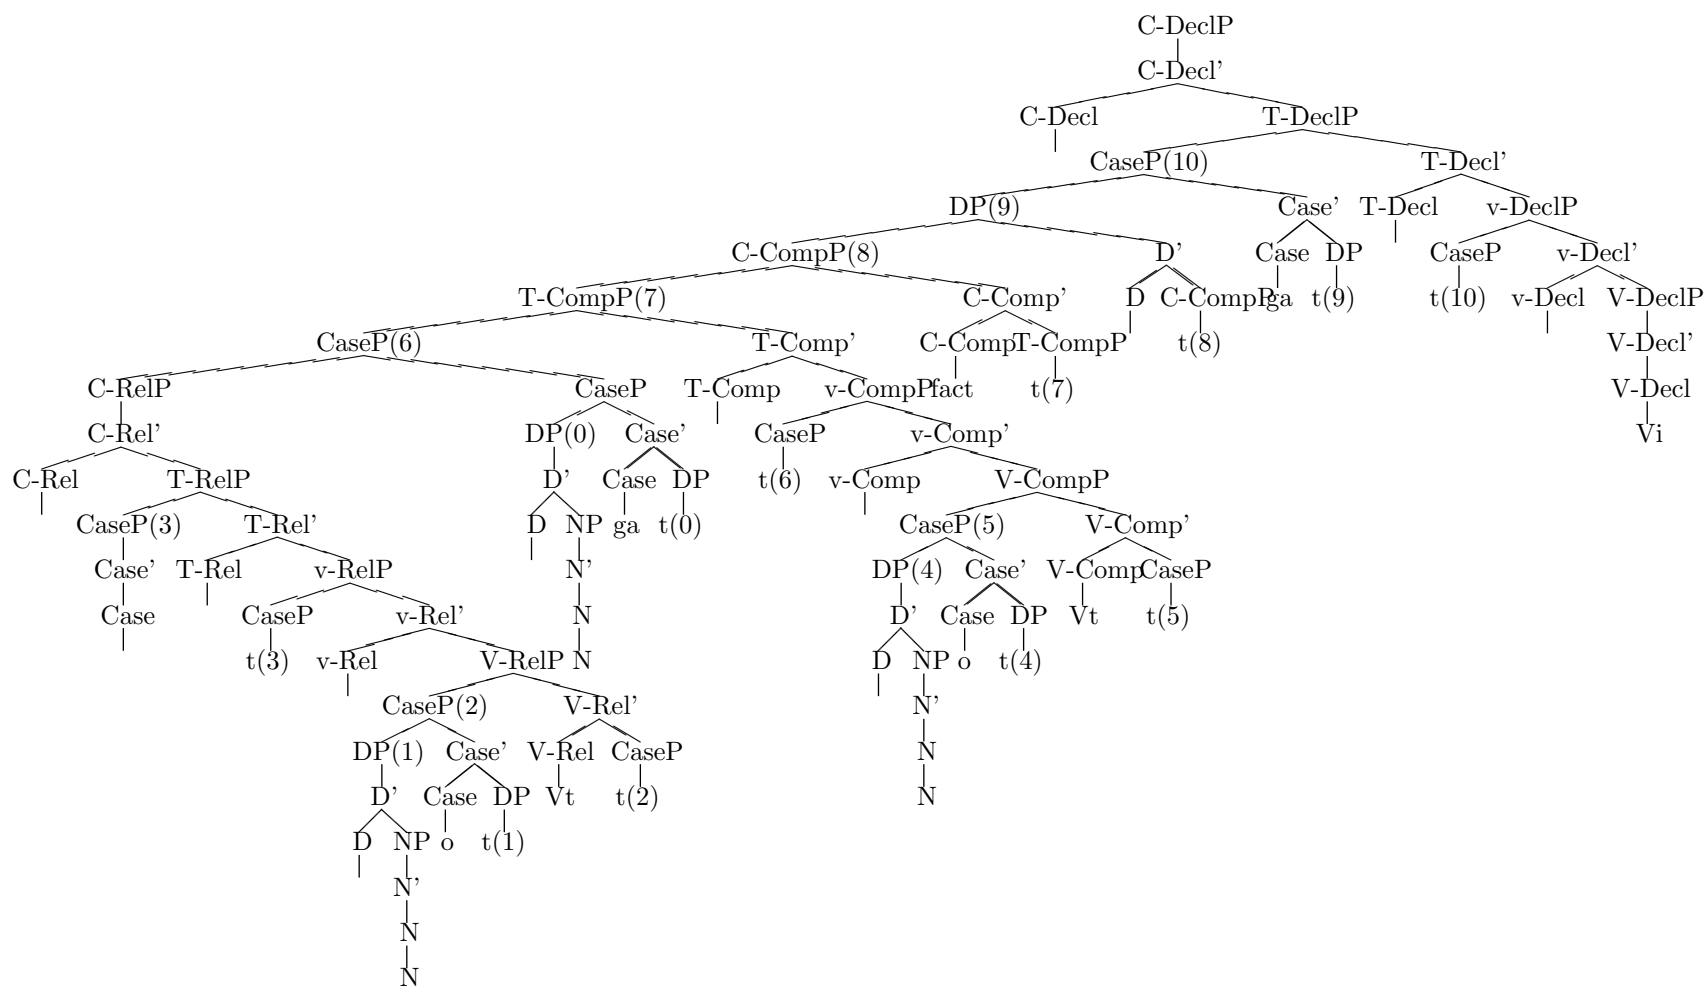 C-DeclP
C-Decl’
C-Decl T-DeclP
CaseP(10) T-Decl’
DP(9) Case’ T-Decl v-DeclP
C-CompP(8) D’ Case DP CaseP v-Decl’
T-CompP(7) C-Comp’ D C-CompP ga t(9) t(10) v-Decl V-DeclP
CaseP(6) T-Comp’ C-Comp T-CompP t(8) V-Decl’
C-RelP CaseP T-Comp v-CompP fact t(7) V-Decl
C-Rel’ DP(0) Case’ CaseP v-Comp’ Vi
C-Rel T-RelP D’ Case DP t(6) v-Comp V-CompP
CaseP(3) T-Rel’ D NP ga t(0) CaseP(5) V-Comp’
Case’ T-Rel v-RelP N’ DP(4) Case’ V-Comp CaseP
Case CaseP v-Rel’ N D’ Case DP Vt t(5)
t(3) v-Rel V-RelP N D NP o t(4)
CaseP(2) V-Rel’ N’
DP(1) Case’ V-Rel CaseP N
D’ Case DP Vt t(2) N
D NP o t(1)
N’
N
N